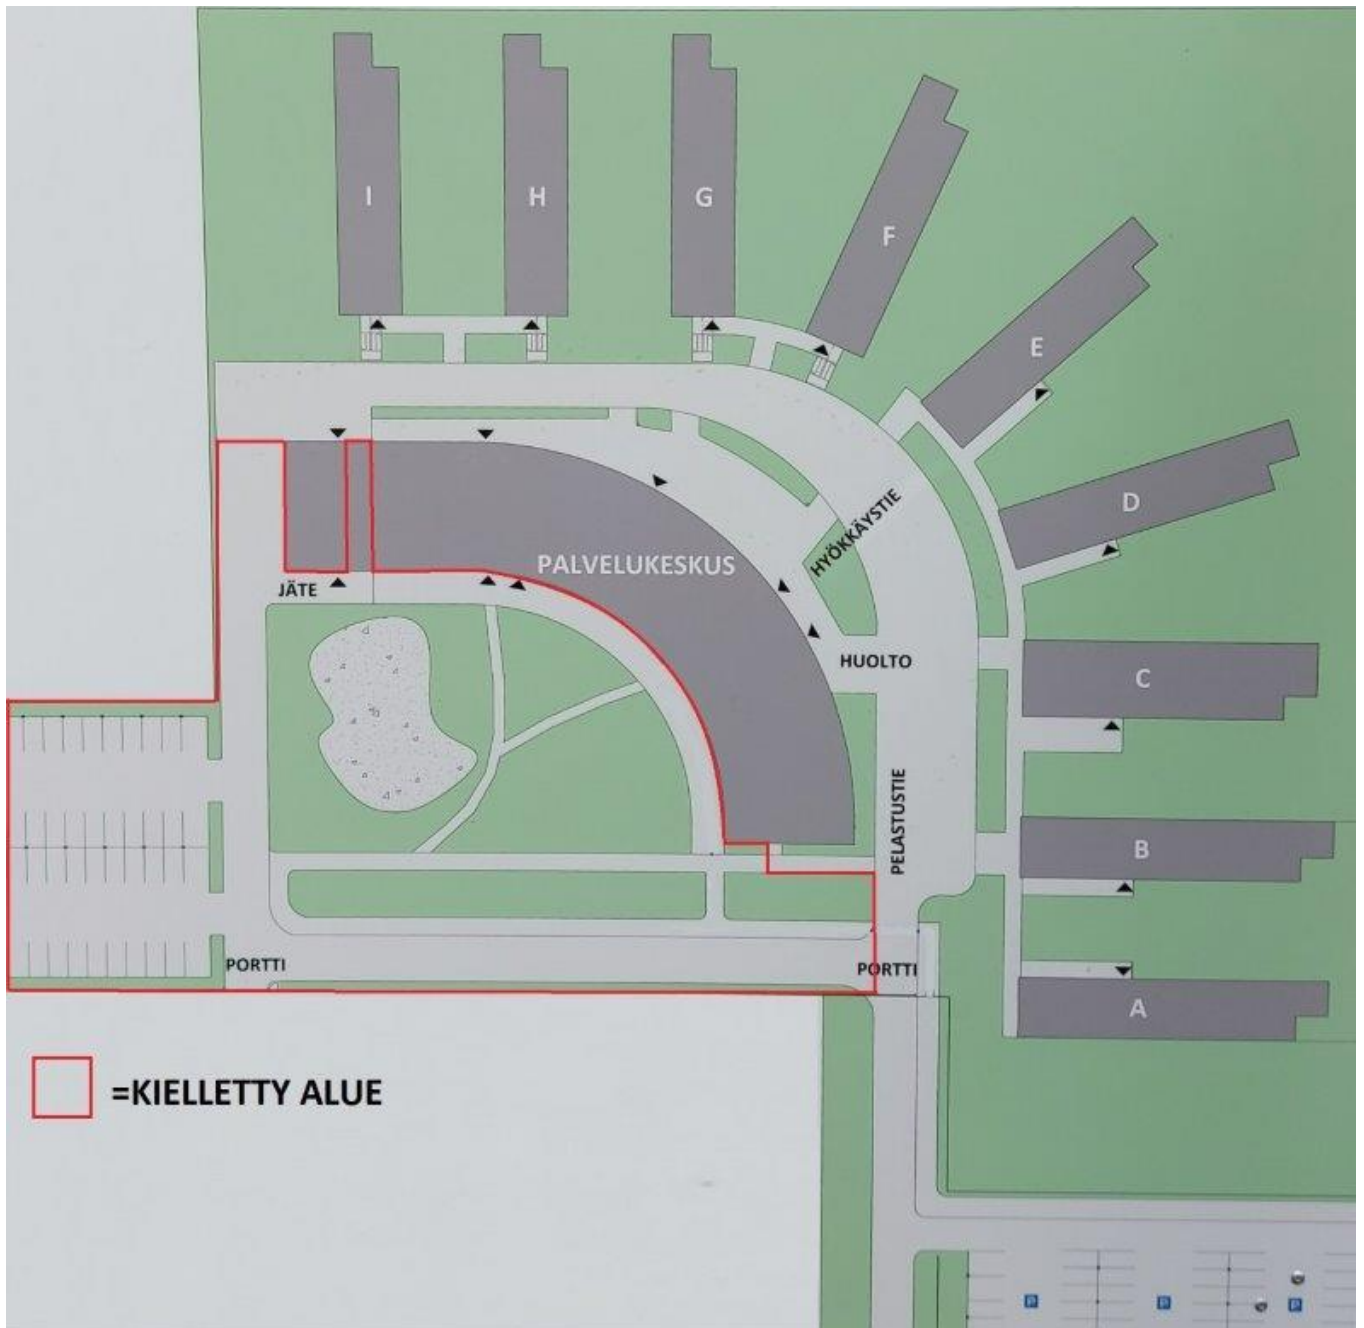 I
H
G
F
E
D
C
B
A
PALVELUKESKUS
HYÖKKÄYSTIE
JÄTE
HUOLTO
PELASTUSTIE
PORTTI
PORTTI
=KIELLETTY ALUE
P
P
P